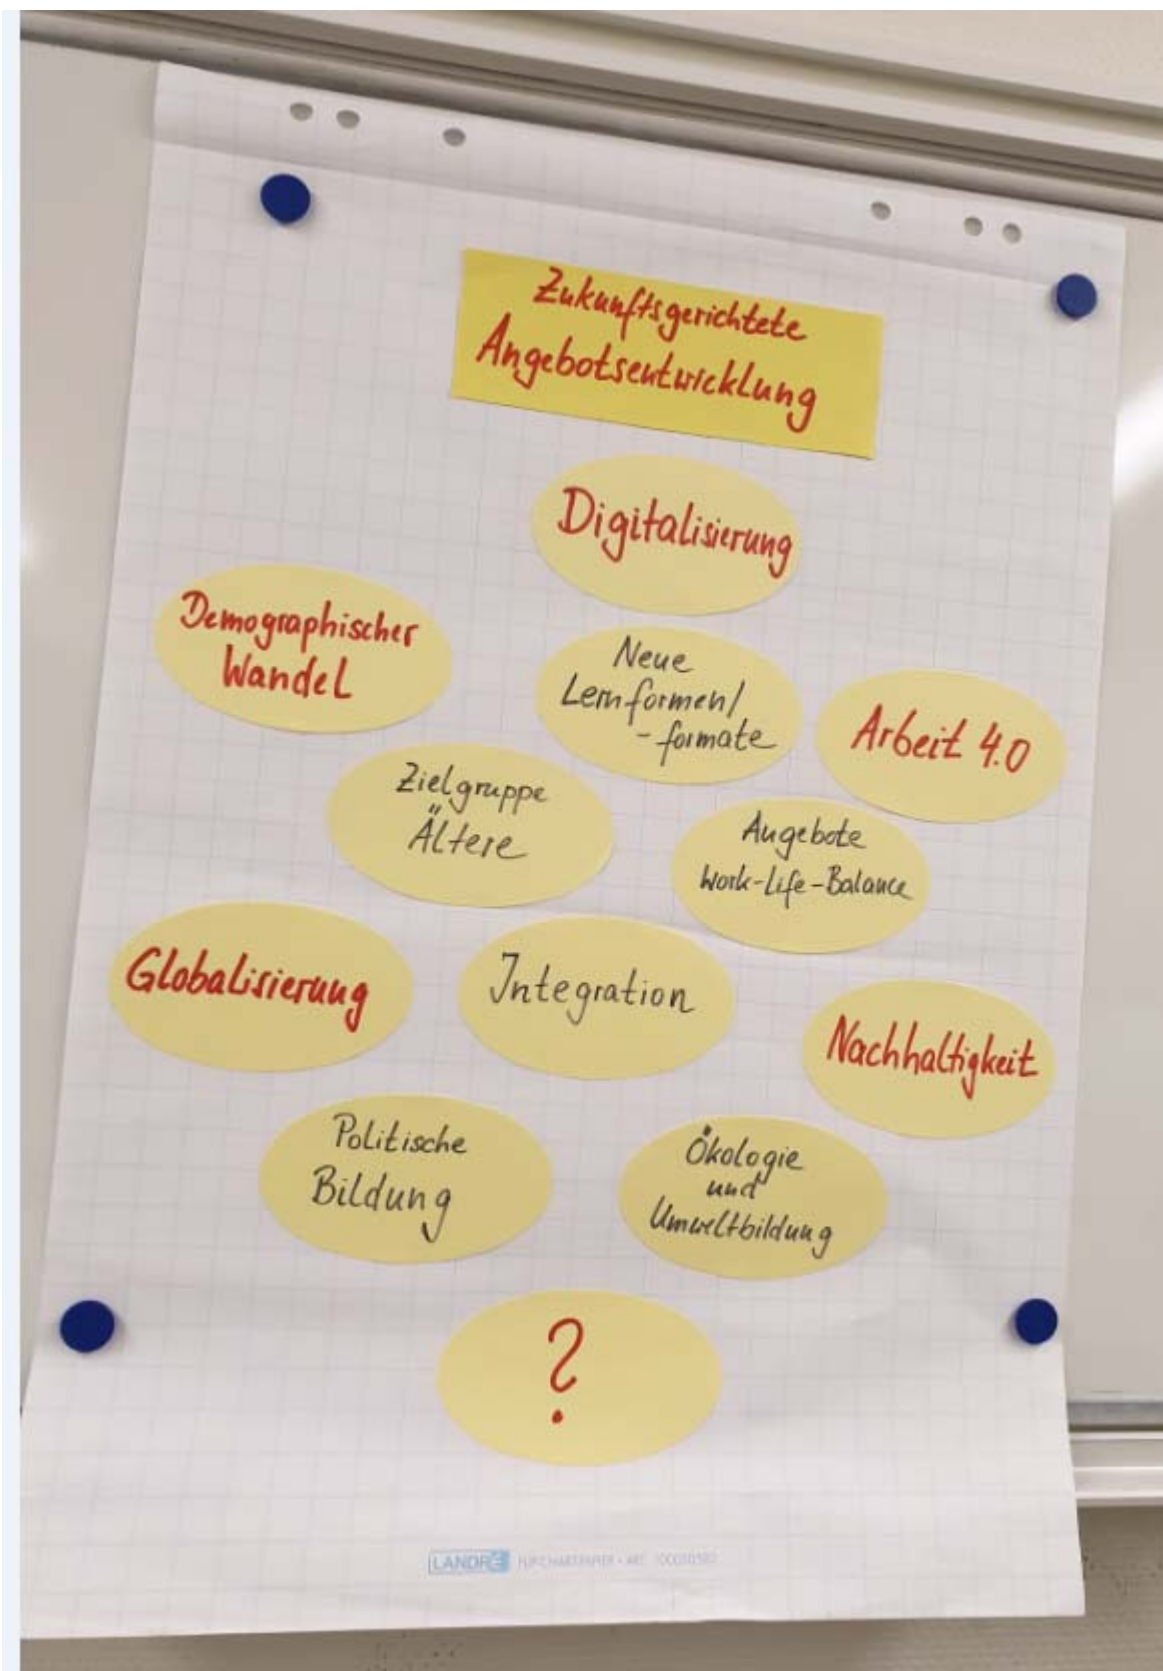 Zukunftsgerichtete
Angebotsentwicklung
Digitalisierung
Demographischer
Wandel
Neue
Lernformen/
-formate
Arbeit 4.0
Zielgruppe
Ältere
Angebote
Work-Life-Balance
Globalisierung
Integration
Nachhaltigkeit
Politische
Bildung
Ökologie
und
Umweltbildung
?
LANDRÉ